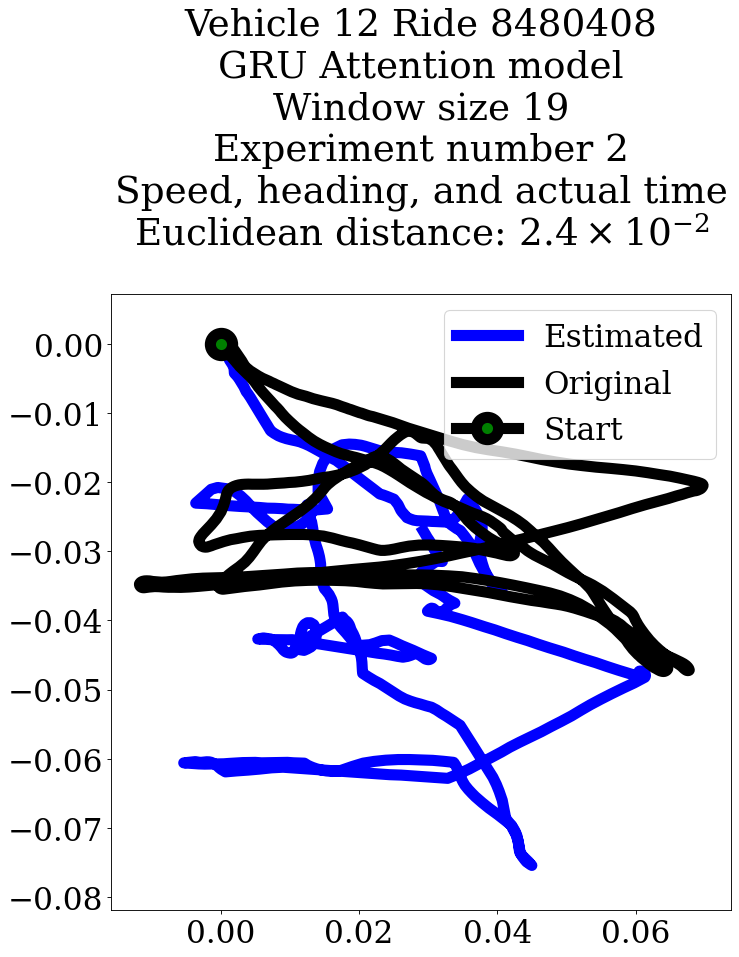 Vehicle 12 Ride 8480408
GRU Attention model
Window size 19
Experiment number 2
Speed, heading, and actual time
Euclidean distance: 2.4 × 10⁻²
Estimated
Original
Start
0.00
−0.01
−0.02
−0.03
−0.04
−0.05
−0.06
−0.07
−0.08
0.00 0.02 0.04 0.06